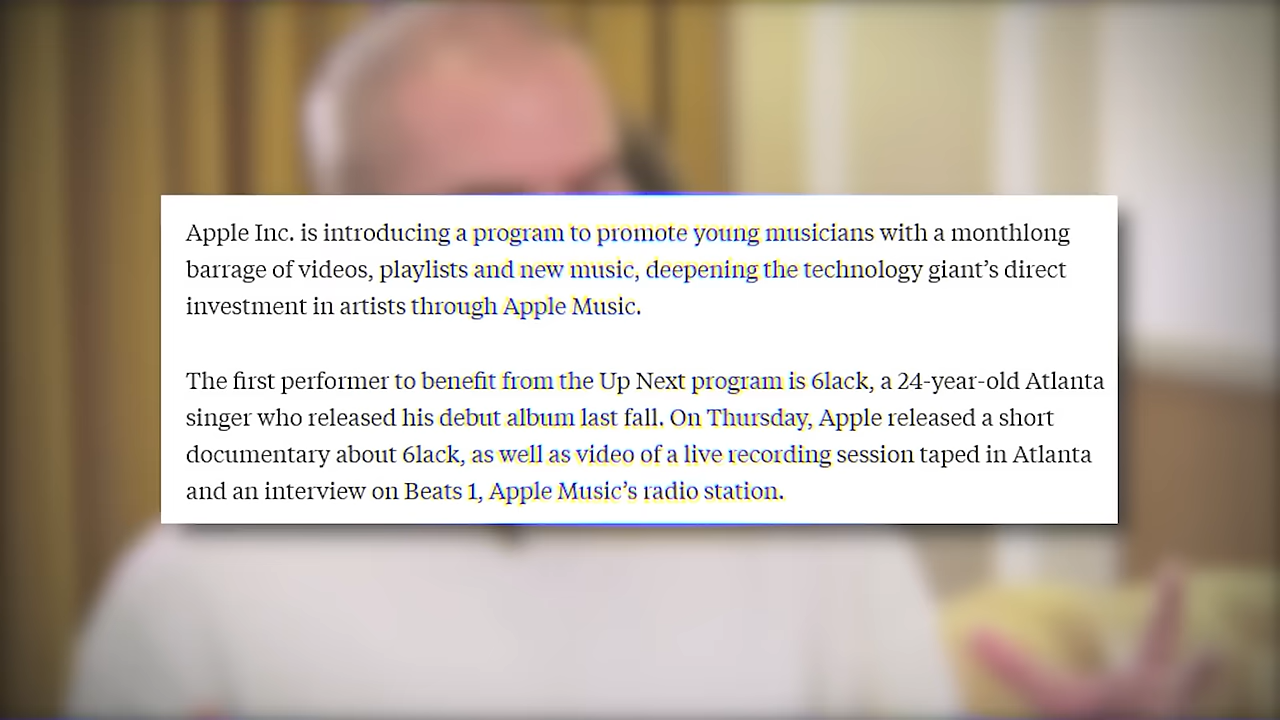 Apple Inc. is introducing a program to promote young musicians with a monthlong
barrage of videos, playlists and new music, deepening the technology giant’s direct
investment in artists through Apple Music.
The first performer to benefit from the Up Next program is 6lack, a 24-year-old Atlanta
singer who released his debut album last fall. On Thursday, Apple released a short
documentary about 6lack, as well as video of a live recording session taped in Atlanta
and an interview on Beats 1, Apple Music’s radio station.